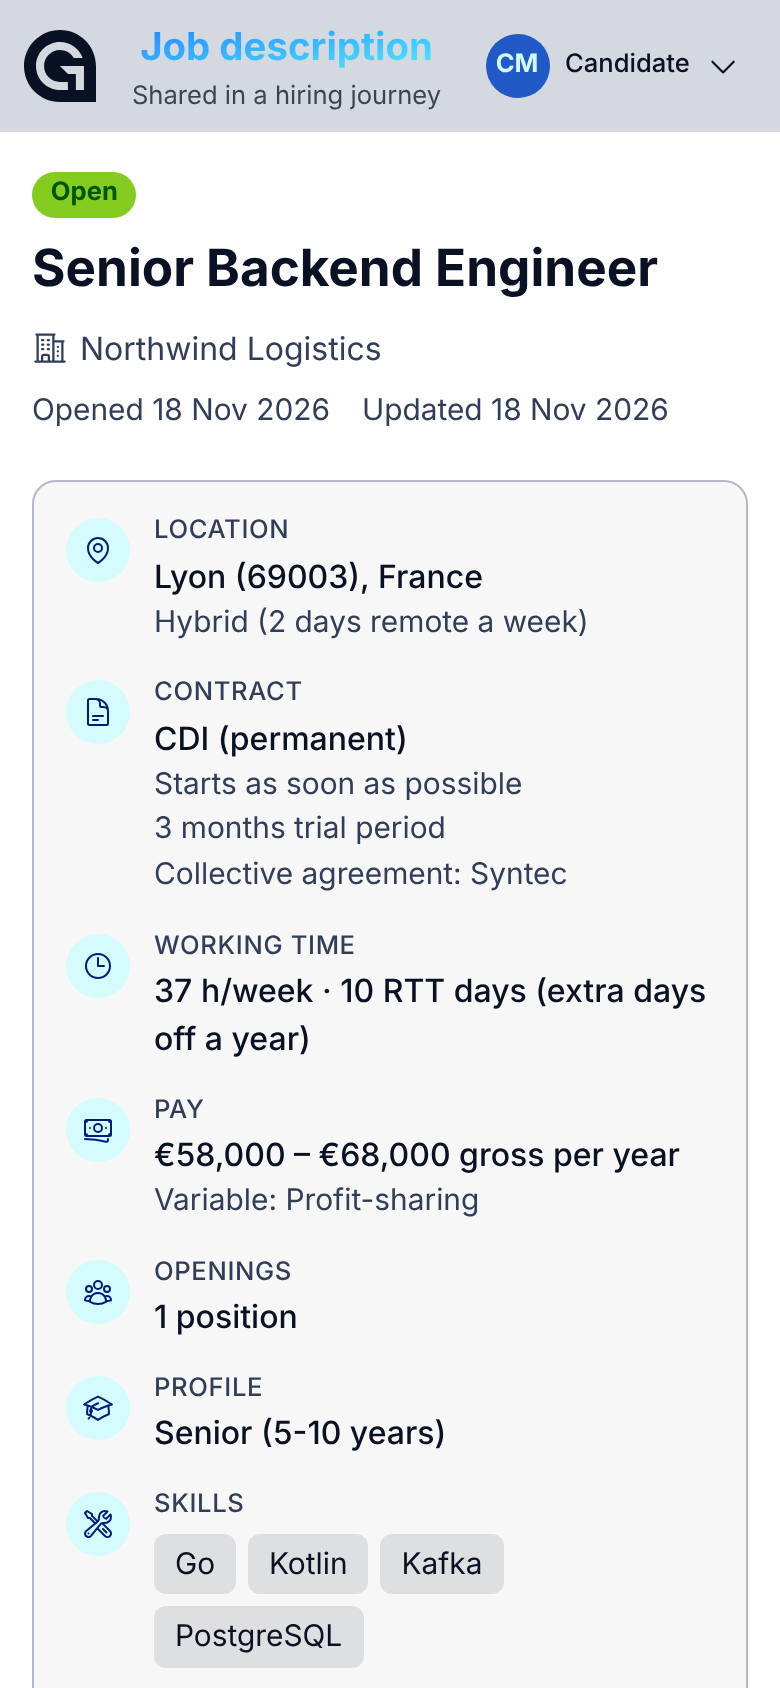 Job description
Shared in a hiring journey
CM
Candidate
Open
Senior Backend Engineer
Northwind Logistics
Opened 18 Nov 2026 Updated 18 Nov 2026
LOCATION
Lyon (69003), France
Hybrid (2 days remote a week)
CONTRACT
CDI (permanent)
Starts as soon as possible
3 months trial period
Collective agreement: Syntec
WORKING TIME
37 h/week · 10 RTT days (extra days
off a year)
PAY
€58,000 – €68,000 gross per year
Variable: Profit-sharing
OPENINGS
1 position
PROFILE
Senior (5-10 years)
SKILLS
Go Kotlin Kafka
PostgreSQL